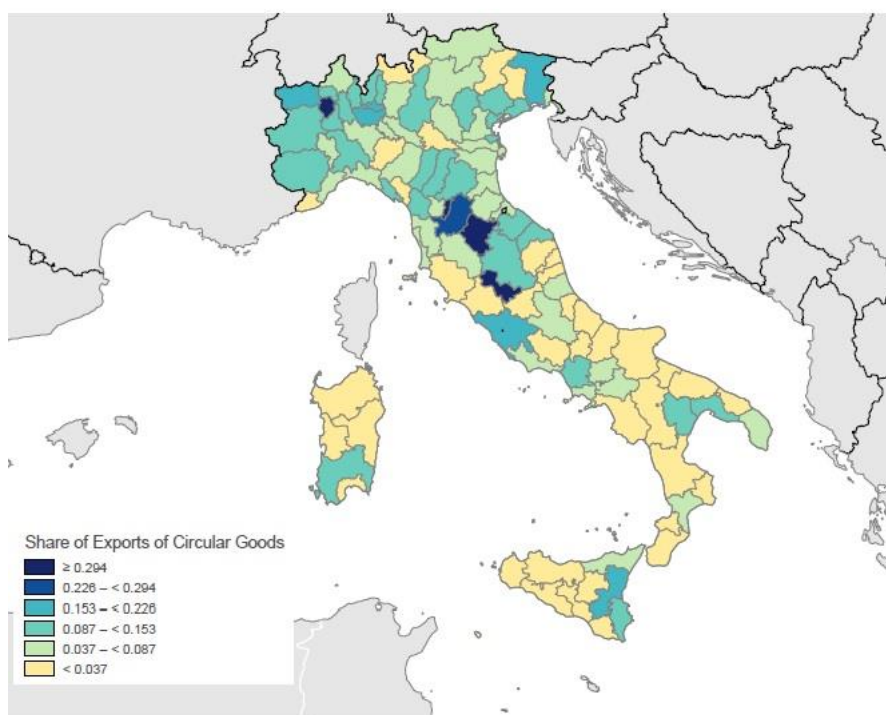 Share of Exports of Circular Goods
≥ 0.294
0.226 – < 0.294
0.153 – < 0.226
0.087 – < 0.153
0.037 – < 0.087
< 0.037